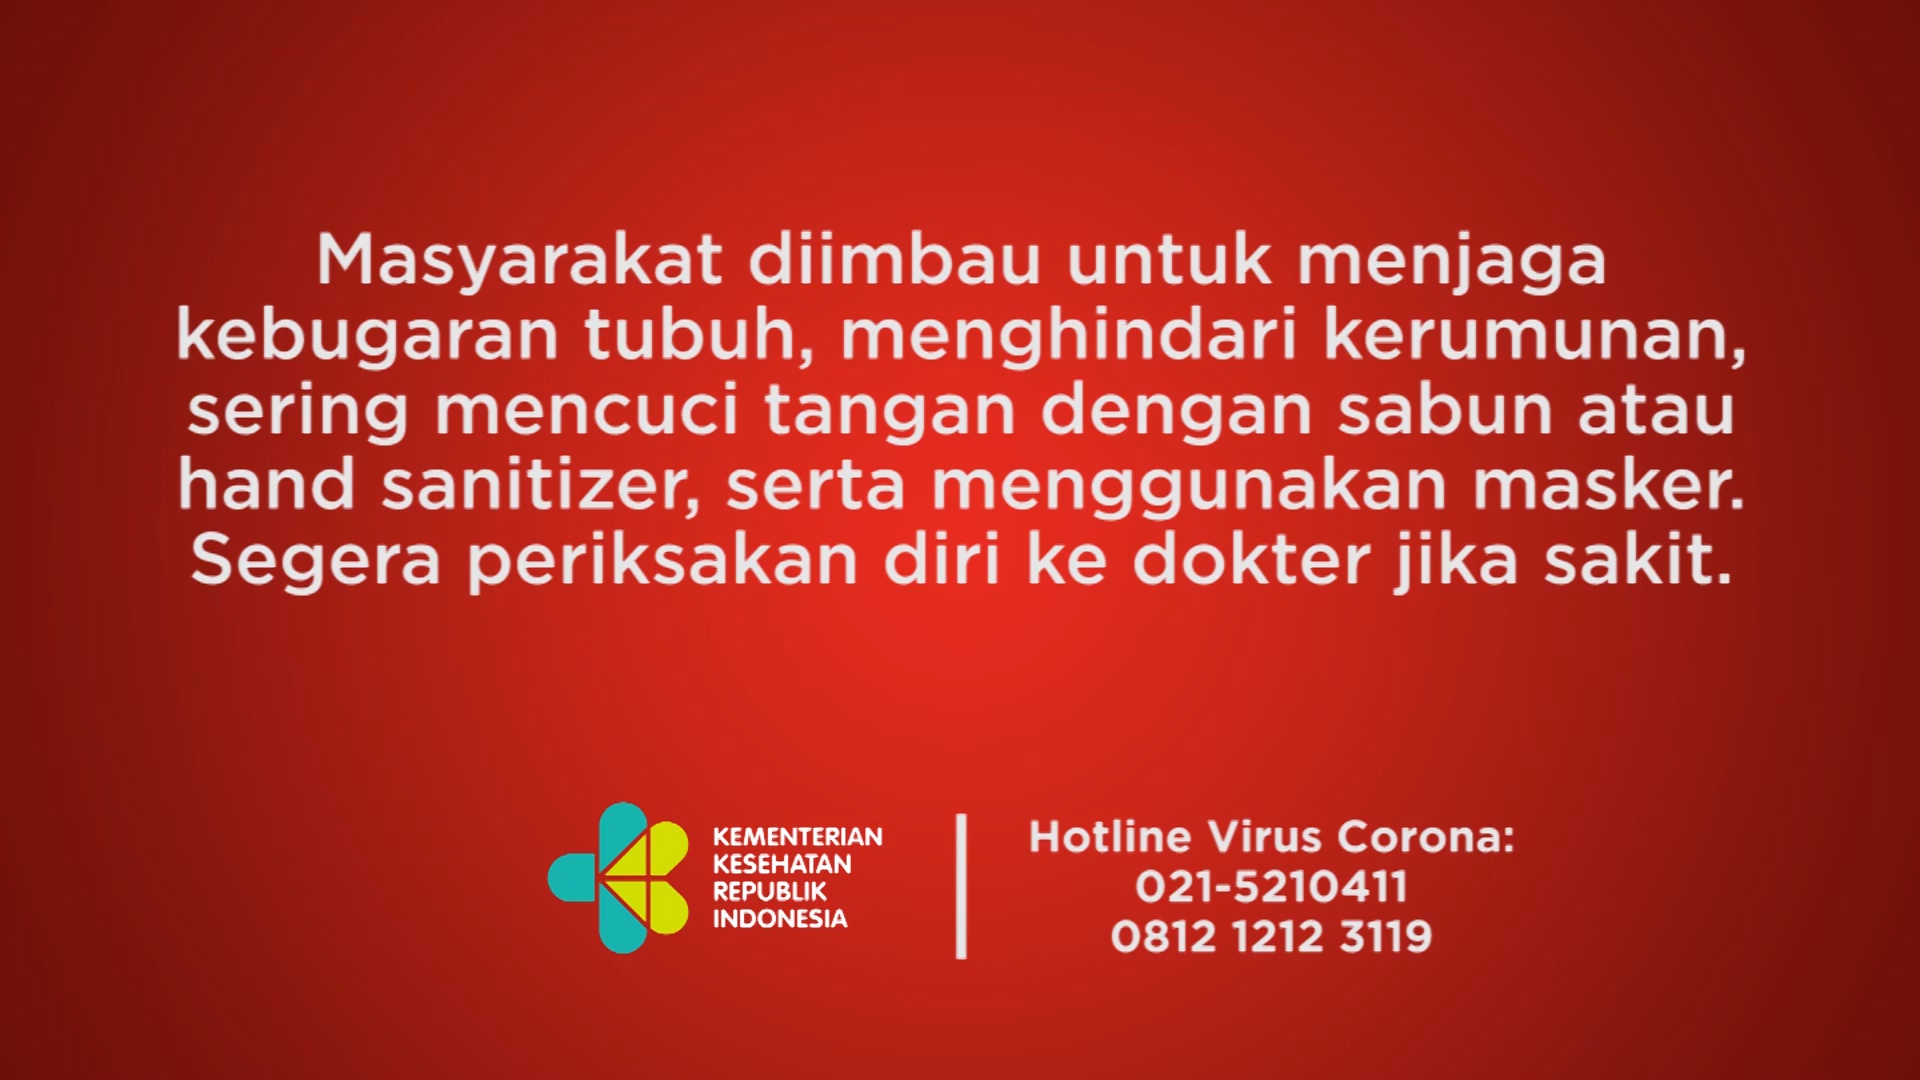 Masyarakat diimbau untuk menjaga
kebugaran tubuh, menghindari kerumunan,
sering mencuci tangan dengan sabun atau
hand sanitizer, serta menggunakan masker.
Segera periksakan diri ke dokter jika sakit.
KEMENTERIAN
KESEHATAN
REPUBLIK
INDONESIA
Hotline Virus Corona:
021-5210411
0812 1212 3119